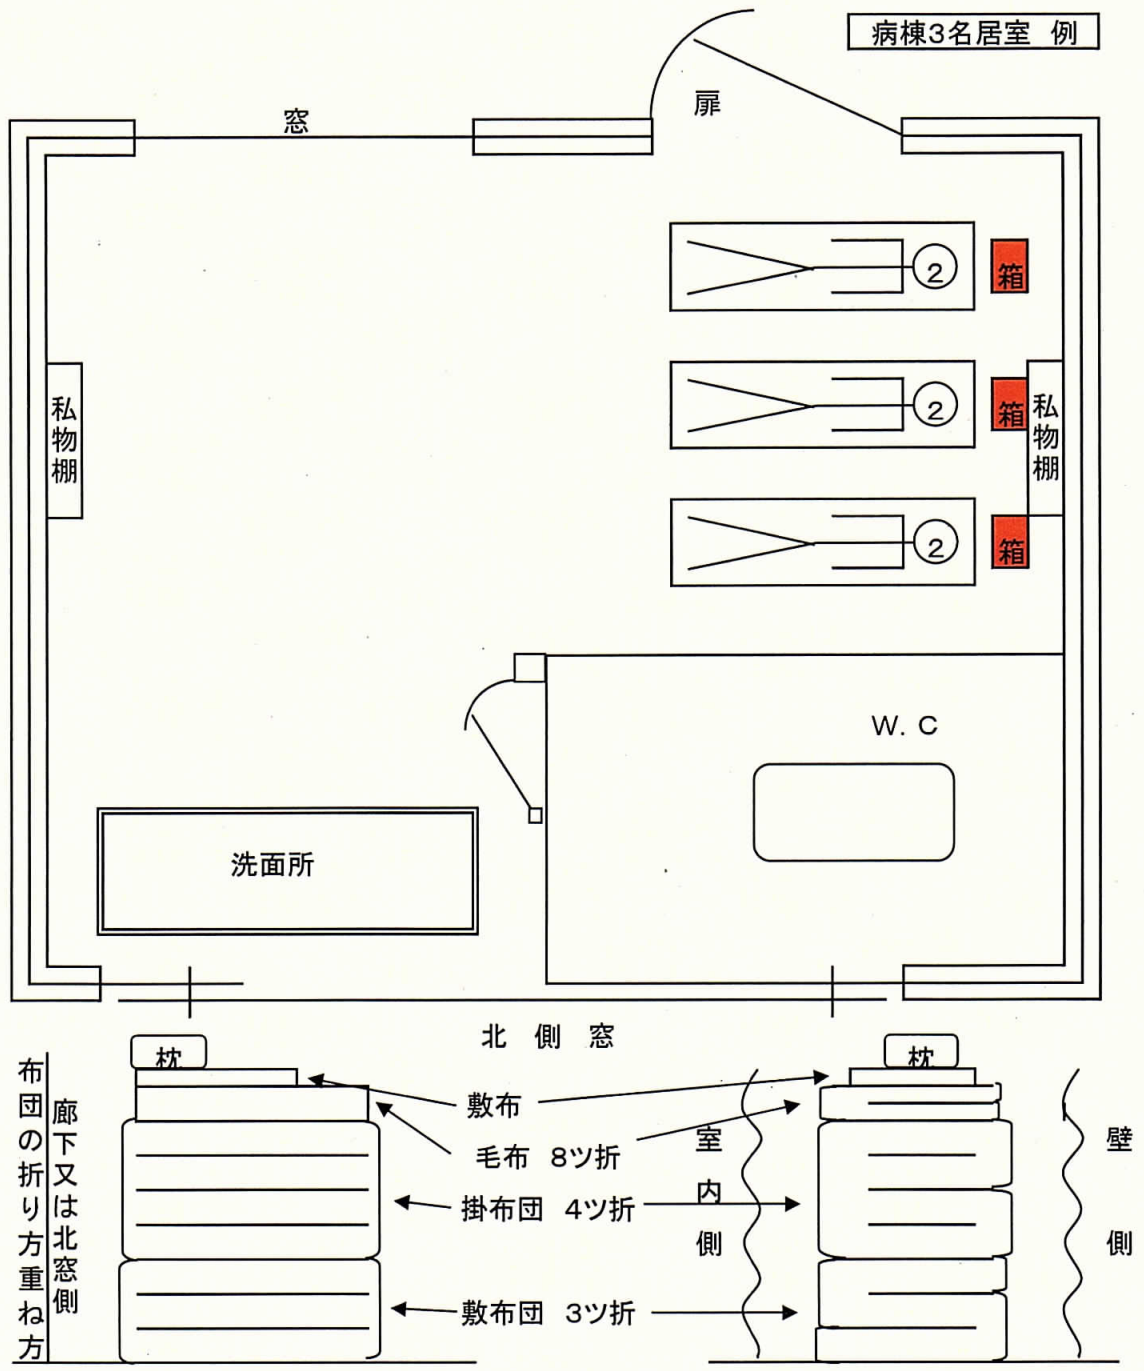 病棟3名居室 例
扉
窓
2
箱
2
箱
2
箱
私物棚
私物棚
W. C
洗面所
北側窓
布団の折り方重ね方
廊下又は北窓側
枕
枕
敷布
毛布 8ツ折
掛布団 4ツ折
敷布団 3ツ折
室内側
壁側